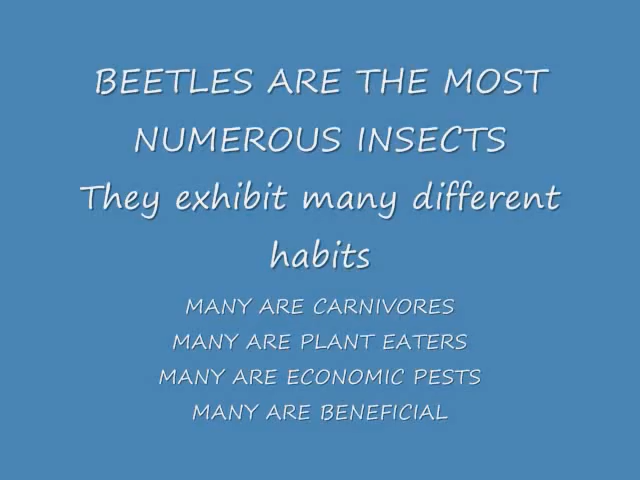 BEETLES ARE THE MOST
NUMEROUS INSECTS
They exhibit many different
habits
MANY ARE CARNIVORES
MANY ARE PLANT EATERS
MANY ARE ECONOMIC PESTS
MANY ARE BENEFICIAL